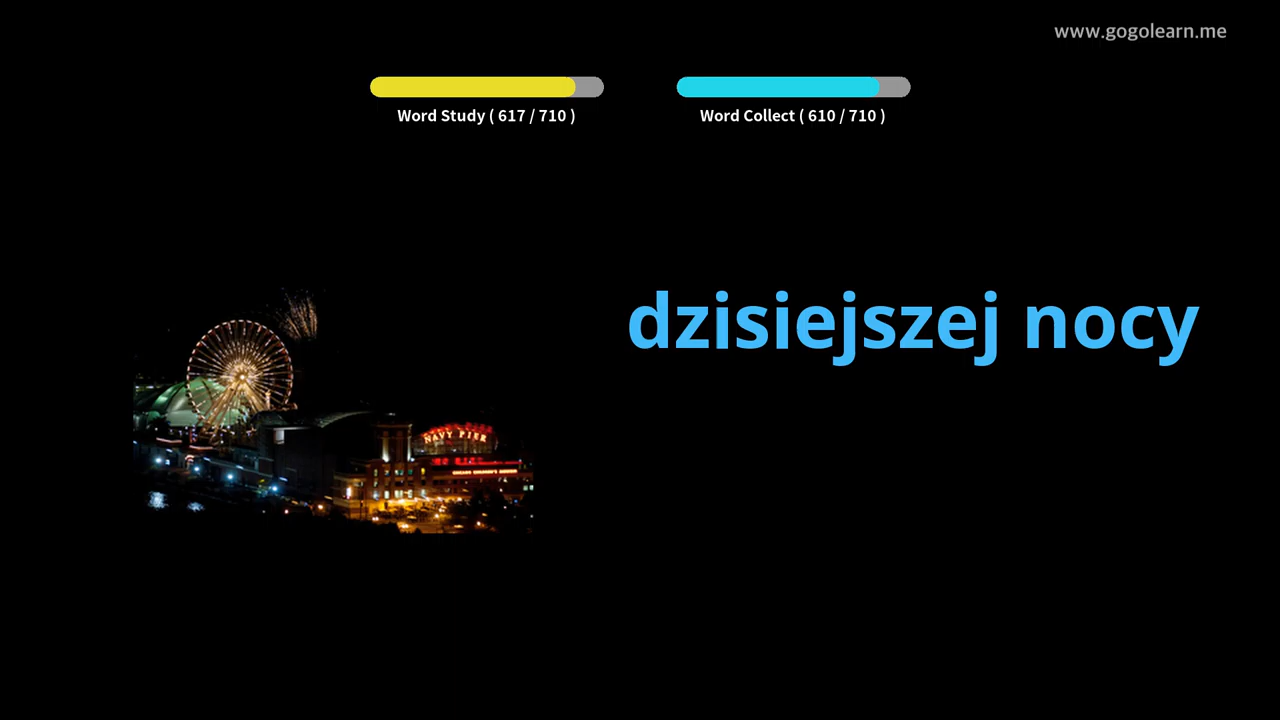 www.gogolearn.me
Word Study ( 617 / 710 )
Word Collect ( 610 / 710 )
dzisiejszej nocy
NAVY PIER